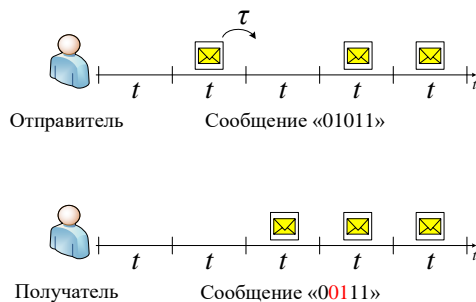 τ
t t t t t t
Отправитель Сообщение «01011»
t t t t t t
Получатель Сообщение «00111»